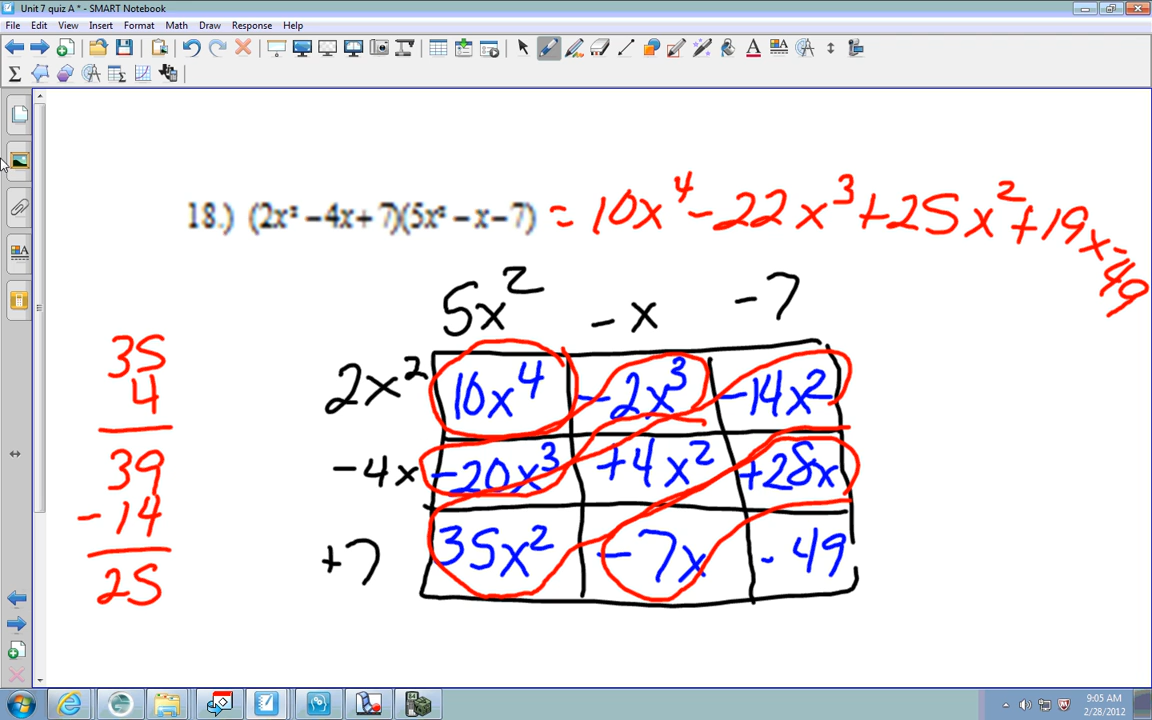 Unit 7 quiz A * - SMART Notebook
File Edit View Insert Format Math Draw Response Help
18.) (2x² – 4x + 7)(5x² – x – 7) = 10x⁴ - 22x³ + 25x² + 19x - 49
5x² - x - 7
2x² 10x⁴ - 2x³ - 14x²
- 4x - 20x³ + 4x² + 28x
+ 7 35x² - 7x - 49
35
4
39
- 14
25
9:05 AM
2/28/2012